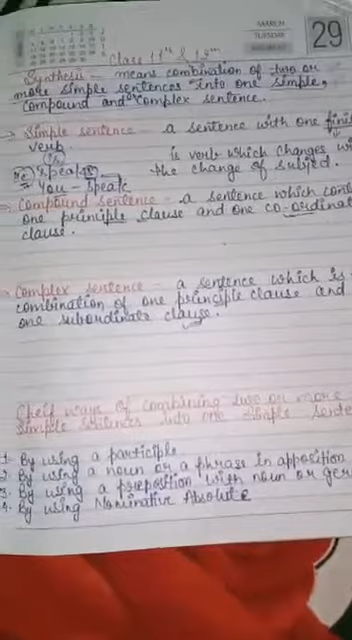 MARCH
TUESDAY
29
Class 11th & 12th
Synthesis - means combination of two or
more simple sentences into one simple,
compound and complex sentence.
→ Simple sentence - a sentence with one fini
verb
is verb which changes wi
He speaks
the change of subject.
You - speak
→ Compound sentence - a sentence which con
one principle clause and one co-ordinat
clause.
Complex sentence - a sentence which is
combination of one principle clause and
one subordinate clause.
Cheif ways of combining two or more
simple sentences into one simple sente
1. By using a participle
2. By using a noun or a phrase in apposition
3. By using a preposition with noun or ger
4. By using Nominative Absolute